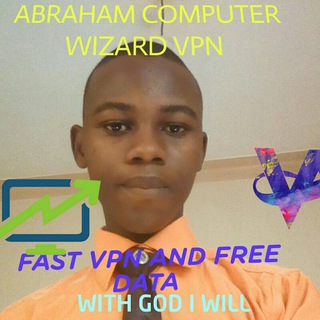 ABRAHAM COMPUTER
WIZARD VPN
FAST VPN AND FREE
DATA
WITH GOD I WILL